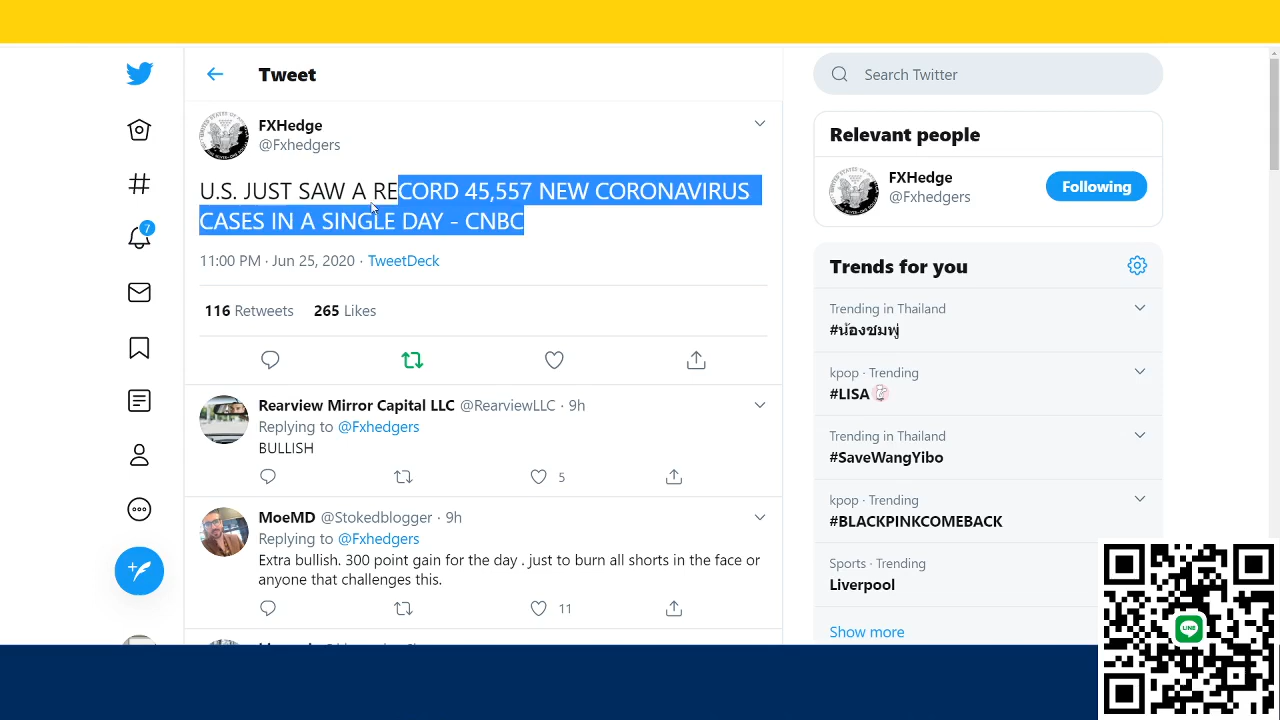 Tweet
Search Twitter
FXHedge
@Fxhedgers
U.S. JUST SAW A RECORD 45,557 NEW CORONAVIRUS
CASES IN A SINGLE DAY - CNBC
11:00 PM · Jun 25, 2020 · TweetDeck
116 Retweets 265 Likes
7
Rearview Mirror Capital LLC @RearviewLLC · 9h
Replying to @Fxhedgers
BULLISH
5
MoeMD @Stokedblogger · 9h
Replying to @Fxhedgers
Extra bullish. 300 point gain for the day . just to burn all shorts in the face or
anyone that challenges this.
11
Relevant people
FXHedge
@Fxhedgers
Following
Trends for you
Trending in Thailand
#น้องชมพู่
kpop · Trending
#LISA
Trending in Thailand
#SaveWangYibo
kpop · Trending
#BLACKPINKCOMEBACK
Sports · Trending
Liverpool
Show more
LINE